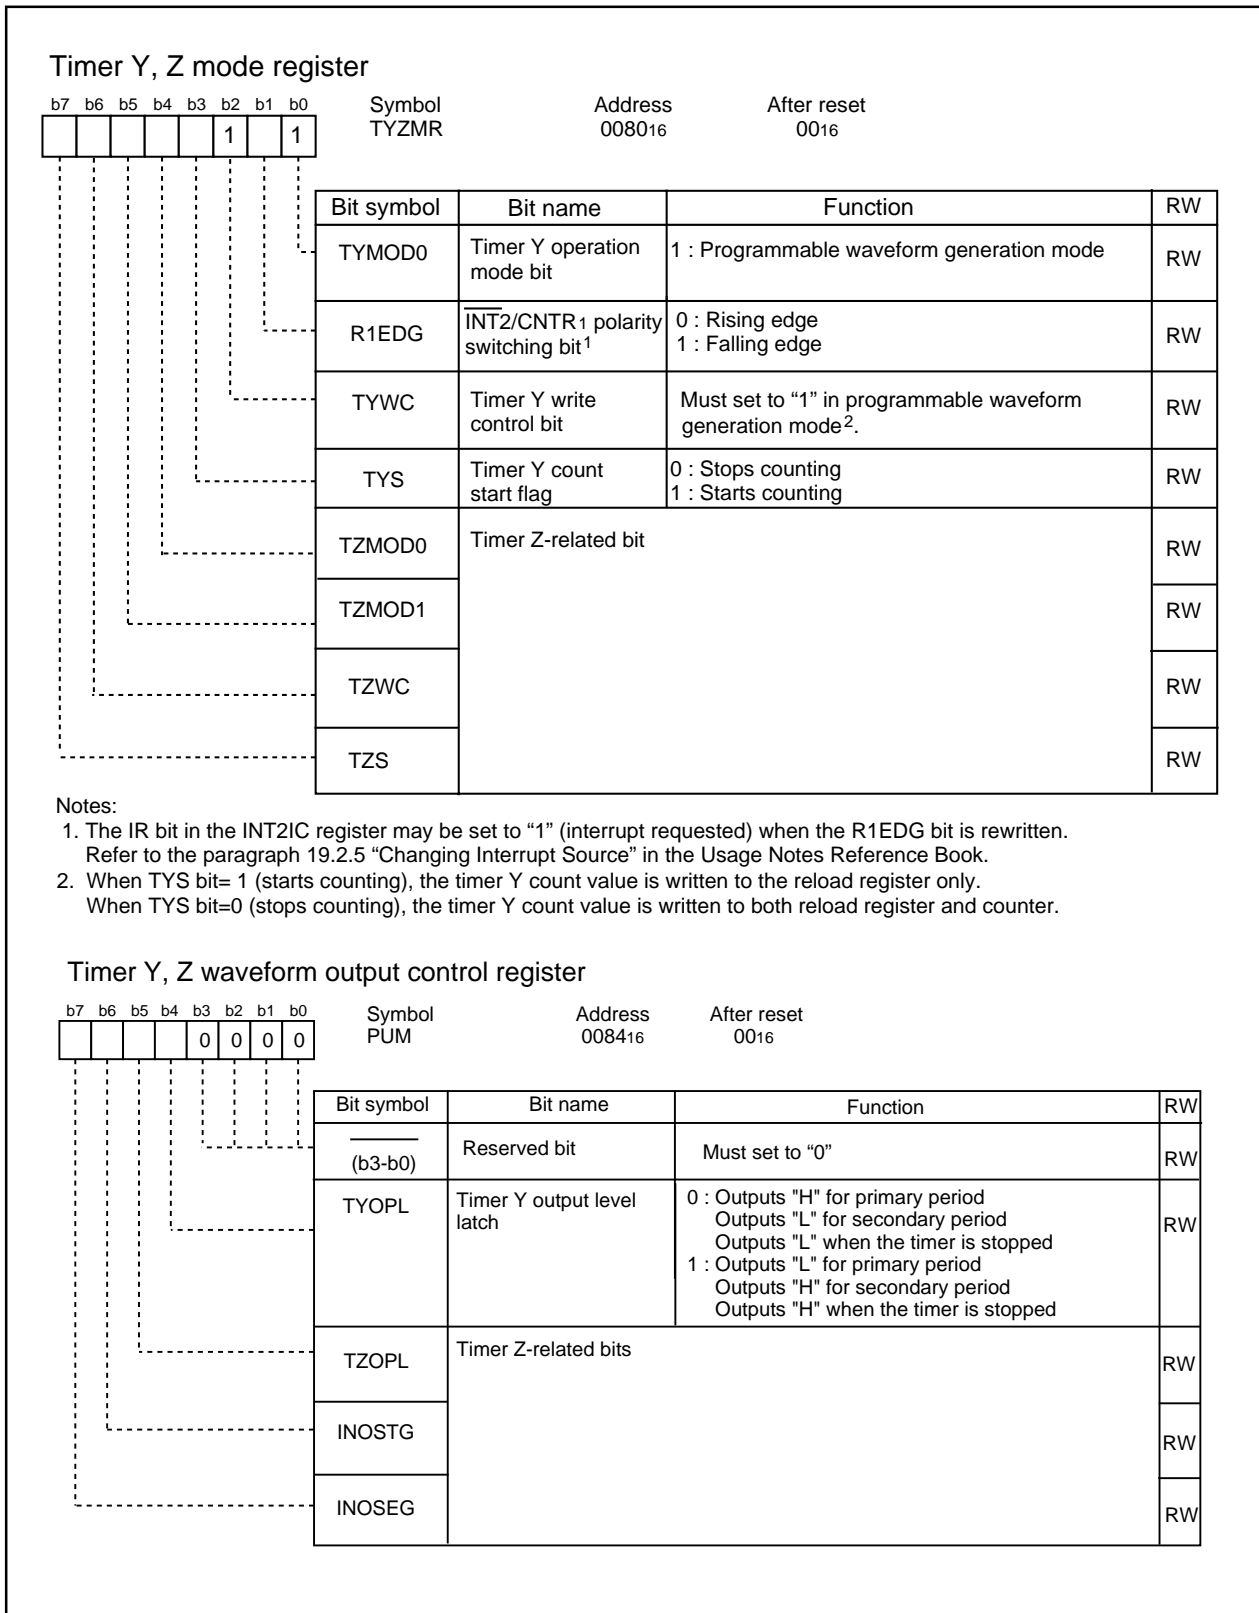 Timer Y, Z mode register
b7 b6 b5 b4 b3 b2 b1 b0
Symbol Address After reset
TYZMR 008016 0016
1 1
Bit symbol Bit name Function RW
TYMOD0 Timer Y operation mode bit 1 : Programmable waveform generation mode RW
R1EDG INT2/CNTR1 polarity switching bit1 0 : Rising edge
1 : Falling edge RW
TYWC Timer Y write control bit Must set to “1” in programmable waveform generation mode2. RW
TYS Timer Y count start flag 0 : Stops counting
1 : Starts counting RW
TZMOD0 Timer Z-related bit RW
TZMOD1 RW
TZWC RW
TZS RW
Notes:
1. The IR bit in the INT2IC register may be set to “1” (interrupt requested) when the R1EDG bit is rewritten.
Refer to the paragraph 19.2.5 “Changing Interrupt Source” in the Usage Notes Reference Book.
2. When TYS bit= 1 (starts counting), the timer Y count value is written to the reload register only.
When TYS bit=0 (stops counting), the timer Y count value is written to both reload register and counter.
Timer Y, Z waveform output control register
b7 b6 b5 b4 b3 b2 b1 b0
Symbol Address After reset
PUM 008416 0016
0 0 0 0
Bit symbol Bit name Function RW
(b3-b0) Reserved bit Must set to “0” RW
TYOPL Timer Y output level latch 0 : Outputs "H" for primary period
Outputs "L" for secondary period
Outputs "L" when the timer is stopped
1 : Outputs "L" for primary period
Outputs "H" for secondary period
Outputs "H" when the timer is stopped RW
TZOPL Timer Z-related bits RW
INOSTG RW
INOSEG RW